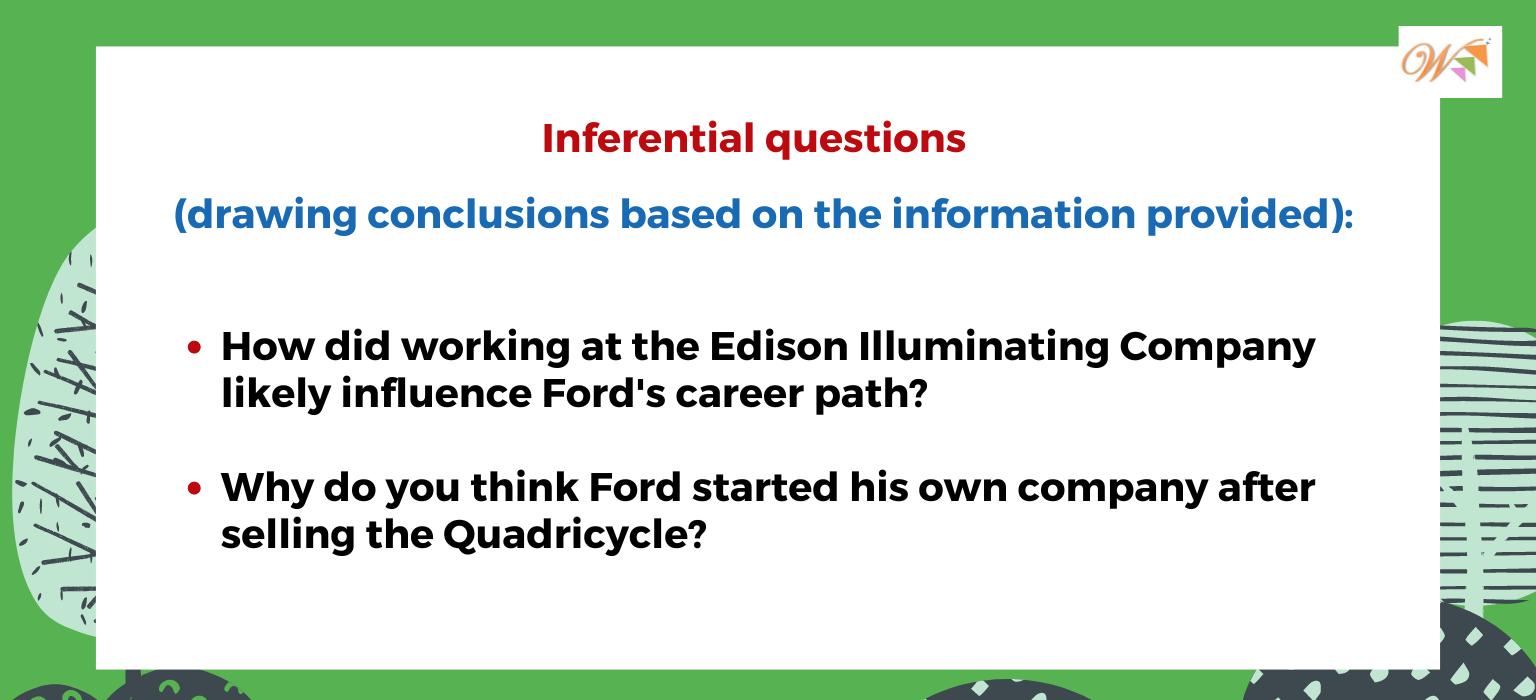 Inferential questions
(drawing conclusions based on the information provided):
• How did working at the Edison Illuminating Company
likely influence Ford's career path?
• Why do you think Ford started his own company after
selling the Quadricycle?